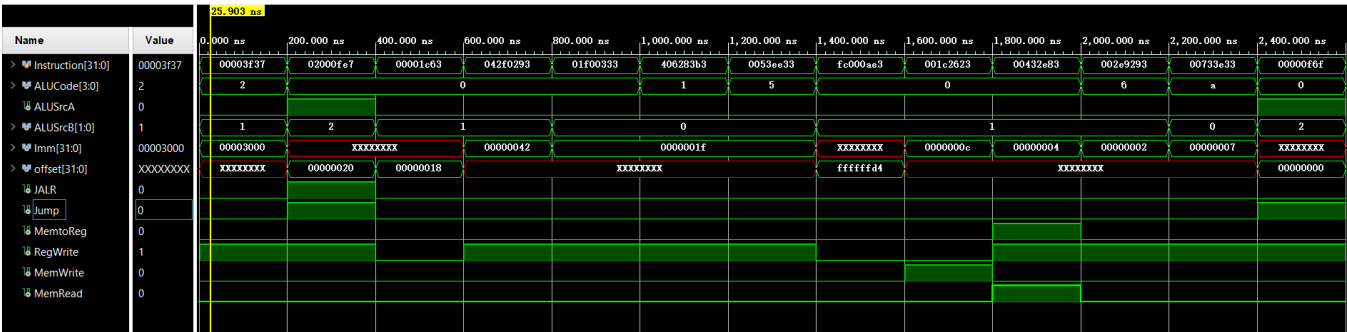 25.903 ns
Name Value 0.000 ns 200.000 ns 400.000 ns 600.000 ns 800.000 ns 1,000.000 ns 1,200.000 ns 1,400.000 ns 1,600.000 ns 1,800.000 ns 2,000.000 ns 2,200.000 ns 2,400.000 ns
Instruction[31:0] 00003f37 00003f37 02000fe7 00001c63 042f0293 01f00333 406283b3 0053ee33 fc000ae3 001c2623 00432e83 002e9293 00733e33 00000f6f
ALUCode[3:0] 2 2 0 1 5 0 6 a 0
ALUSrcA 0
ALUSrcB[1:0] 1 1 2 1 0 1 0 2
Imm[31:0] 00003000 00003000 XXXXXXXX 00000042 0000001f XXXXXXXX 0000000c 00000004 00000002 00000007 XXXXXXXX
offset[31:0] XXXXXXXX XXXXXXXX 00000020 00000018 XXXXXXXX ffffffd4 XXXXXXXX 00000000
JALR 0
Jump 0
MemtoReg 0
RegWrite 1
MemWrite 0
MemRead 0